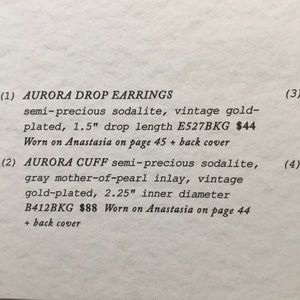 (1) AURORA DROP EARRINGS (3)
semi-precious sodalite, vintage gold-
plated, 1.5" drop length E527BKG $44
Worn on Anastasia on page 45 + back cover
(2) AURORA CUFF semi-precious sodalite, (4)
gray mother-of-pearl inlay, vintage
gold-plated, 2.25" inner diameter
B412BKG $88 Worn on Anastasia on page 44
+ back cover